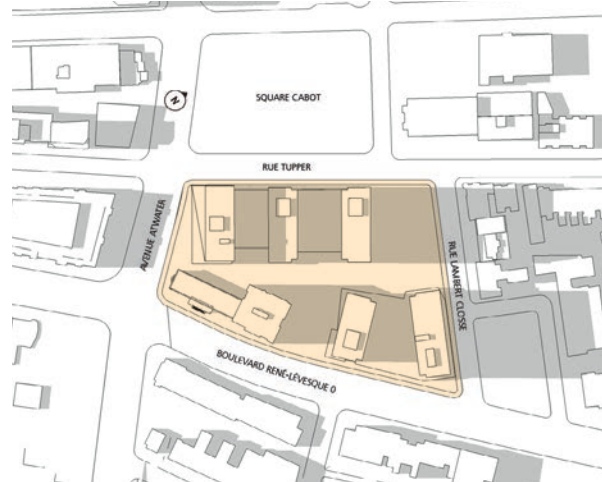 SQUARE CABOT
N
RUE TUPPER
AVENUE ATWATER
RUE LAMBERT CLOSSE
BOULEVARD RENÉ-LÉVESQUE O